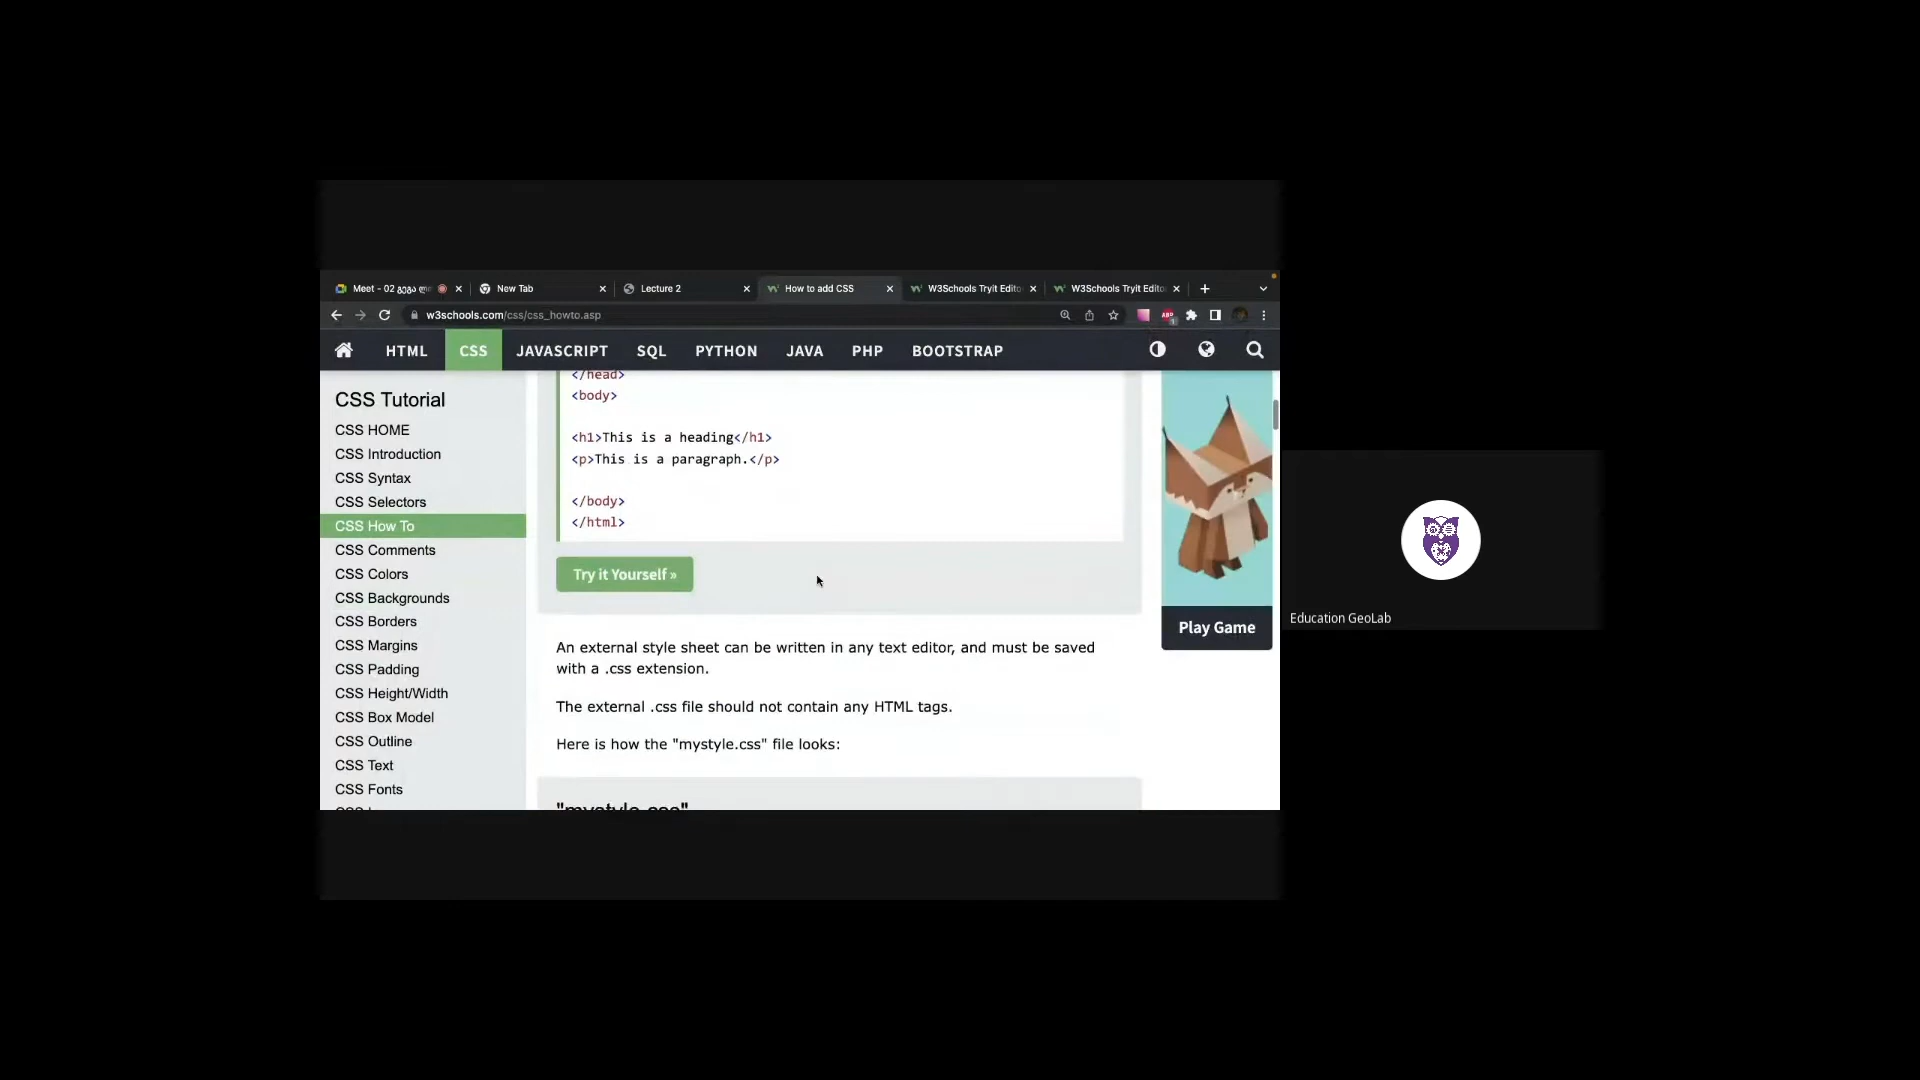 Meet - 02
New Tab
Lecture 2
How to add CSS
W3Schools Tryit Edito
W3Schools Tryit Edito
w3schools.com/css/css_howto.asp
HTML
CSS
JAVASCRIPT
SQL
PYTHON
JAVA
PHP
BOOTSTRAP
CSS Tutorial
CSS HOME
CSS Introduction
CSS Syntax
CSS Selectors
CSS How To
CSS Comments
CSS Colors
CSS Backgrounds
CSS Borders
CSS Margins
CSS Padding
CSS Height/Width
CSS Box Model
CSS Outline
CSS Text
CSS Fonts
</head>
<body>
<h1>This is a heading</h1>
<p>This is a paragraph.</p>
</body>
</html>
Try it Yourself »
An external style sheet can be written in any text editor, and must be saved
with a .css extension.
The external .css file should not contain any HTML tags.
Here is how the "mystyle.css" file looks:
"mystyle.css"
Play Game
Education GeoLab